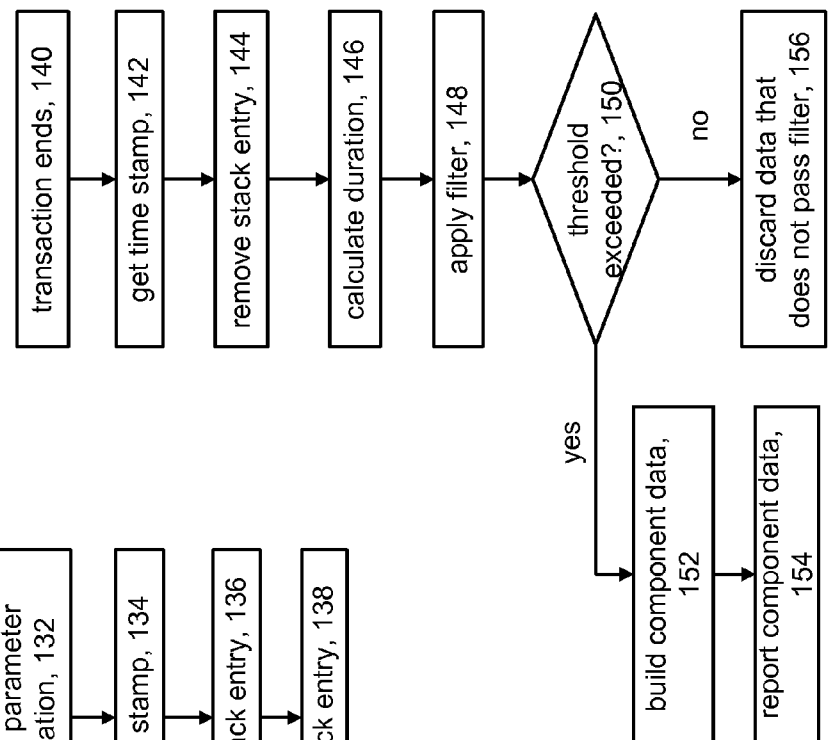 transaction ends, 140
get time stamp, 142
remove stack entry, 144
calculate duration, 146
apply filter, 148
threshold
exceeded?, 150
yes
no
build component data,
152
report component data,
154
discard data that
does not pass filter, 156
parameter
ation, 132
stamp, 134
ck entry, 136
ck entry, 138